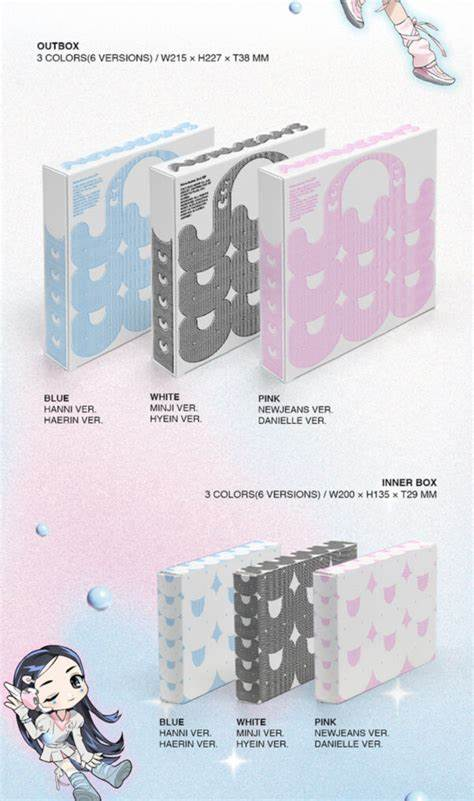 OUTBOX
3 COLORS(6 VERSIONS) / W215 × H227 × T38 MM
BLUE
HANNI VER.
HAERIN VER.
WHITE
MINJI VER.
HYEIN VER.
PINK
NEWJEANS VER.
DANIELLE VER.
INNER BOX
3 COLORS(6 VERSIONS) / W200 × H135 × T29 MM
BLUE
HANNI VER.
HAERIN VER.
WHITE
MINJI VER.
HYEIN VER.
PINK
NEWJEANS VER.
DANIELLE VER.